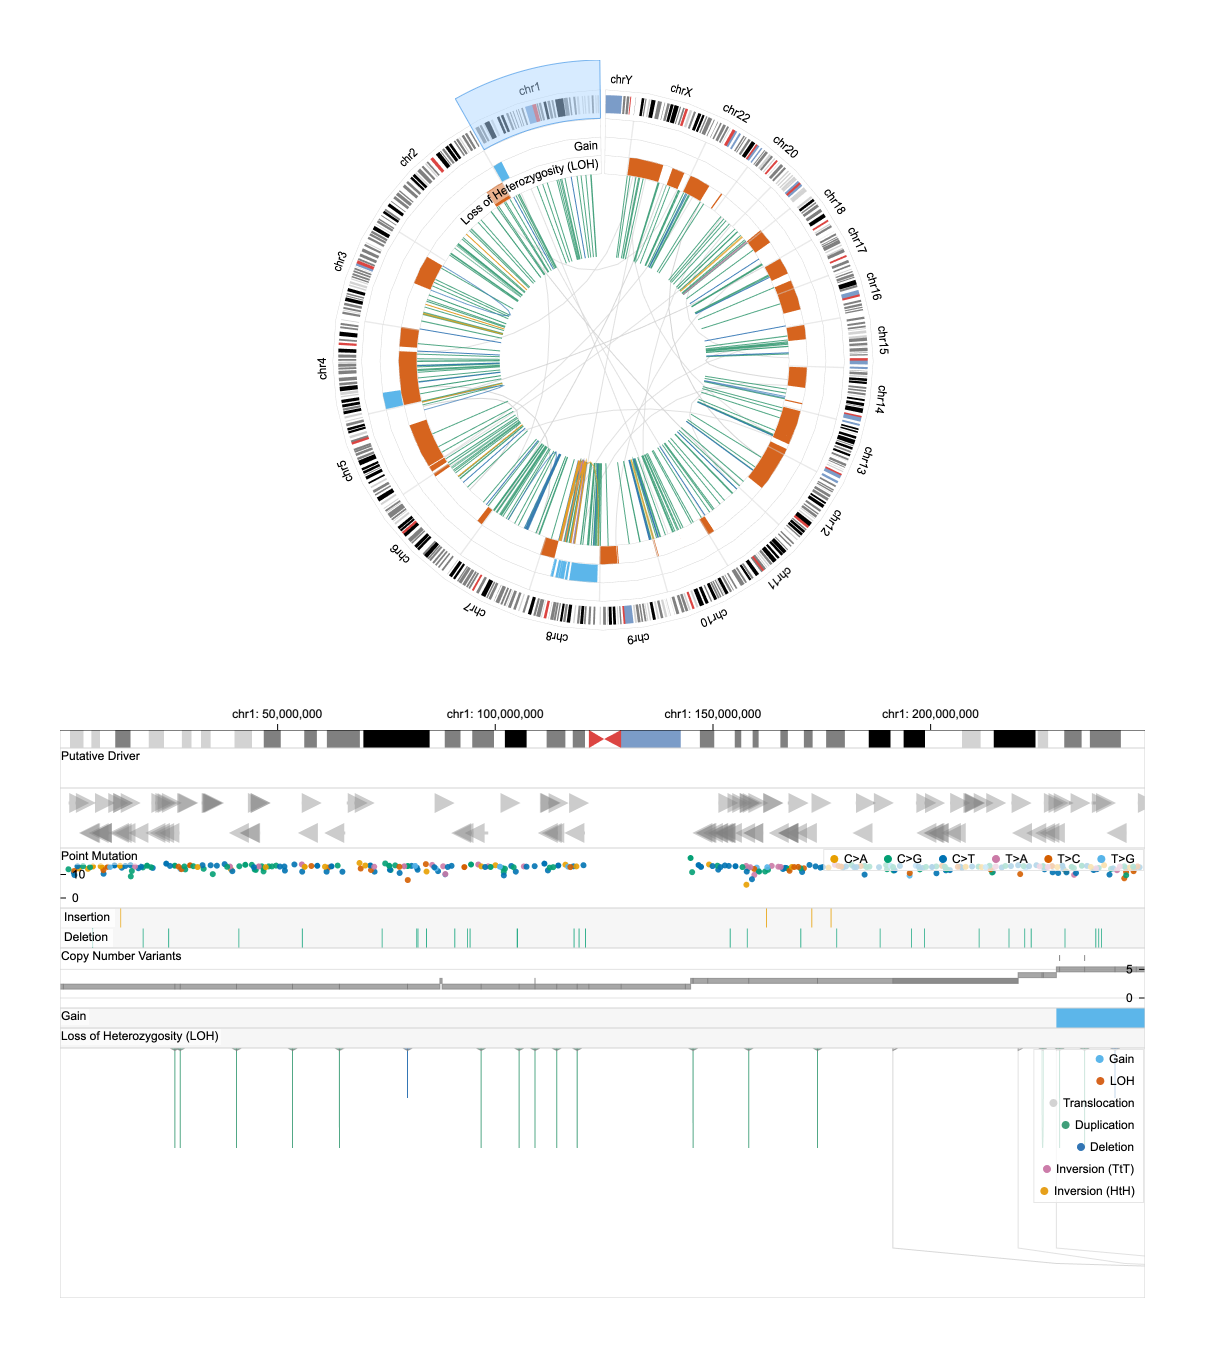 chrY
chrX
chr22
chr20
chr18
chr17
chr16
chr15
chr14
chr13
chr12
chr11
chr10
chr9
chr8
chr7
chr6
chr5
chr4
chr3
chr2
chr1
Gain
Loss of Heterozygosity (LOH)
chr1: 50,000,000 chr1: 100,000,000 chr1: 150,000,000 chr1: 200,000,000
Putative Driver
Point Mutation
C>A C>G C>T T>A T>C T>G
10
0
Insertion
Deletion
Copy Number Variants
5
0
Gain
Loss of Heterozygosity (LOH)
Gain
LOH
Translocation
Duplication
Deletion
Inversion (TtT)
Inversion (HtH)